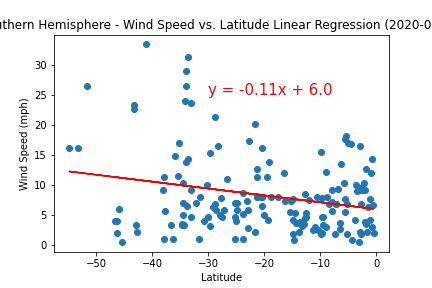 uthern Hemisphere - Wind Speed vs. Latitude Linear Regression (2020-0
y = -0.11x + 6.0
Wind Speed (mph)
30
25
20
15
10
5
0
−50 −40 −30 −20 −10 0
Latitude